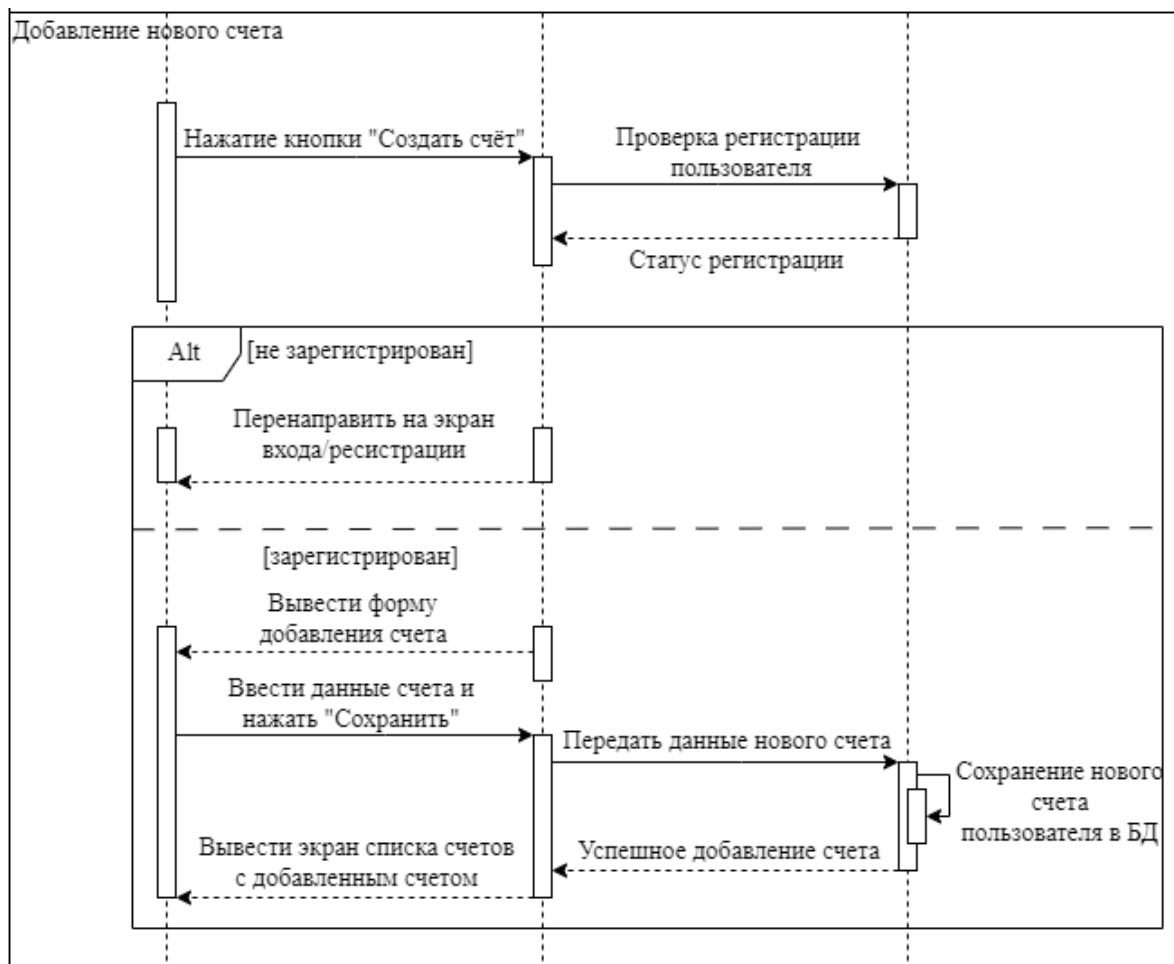 Добавление нового счета
Нажатие кнопки "Создать счёт"
Проверка регистрации
пользователя
Статус регистрации
Alt
[не зарегистрирован]
Перенаправить на экран
входа/ресистрации
[зарегистрирован]
Вывести форму
добавления счета
Ввести данные счета и
нажать "Сохранить"
Передать данные нового счета
Сохранение нового
счета
пользователя в БД
Успешное добавление счета
Вывести экран списка счетов
с добавленным счетом